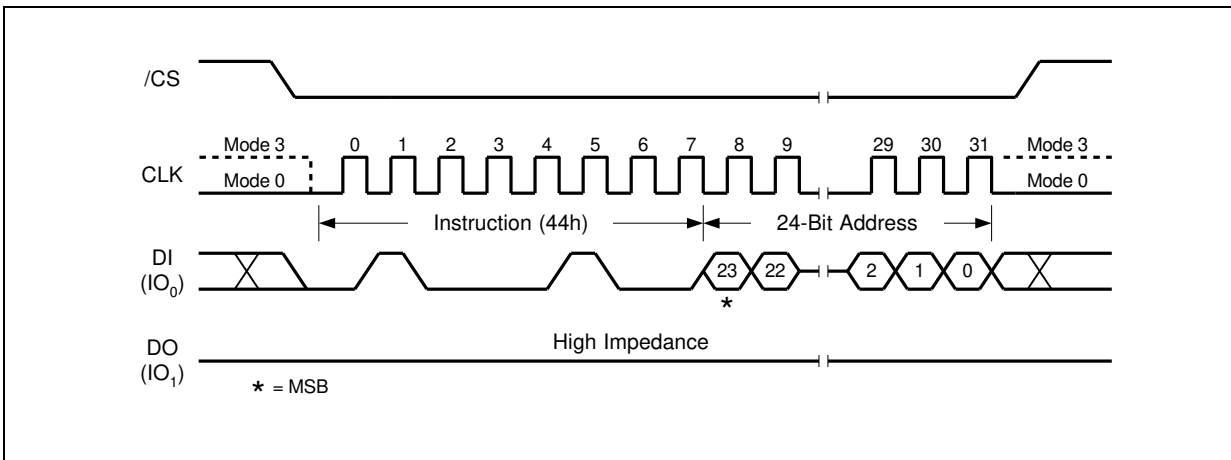 /CS
Mode 3 0 1 2 3 4 5 6 7 8 9 29 30 31 Mode 3
CLK
Mode 0 Mode 0
Instruction (44h) 24-Bit Address
DI
(IO0)
23 22 2 1 0
*
High Impedance
DO
(IO1)
* = MSB